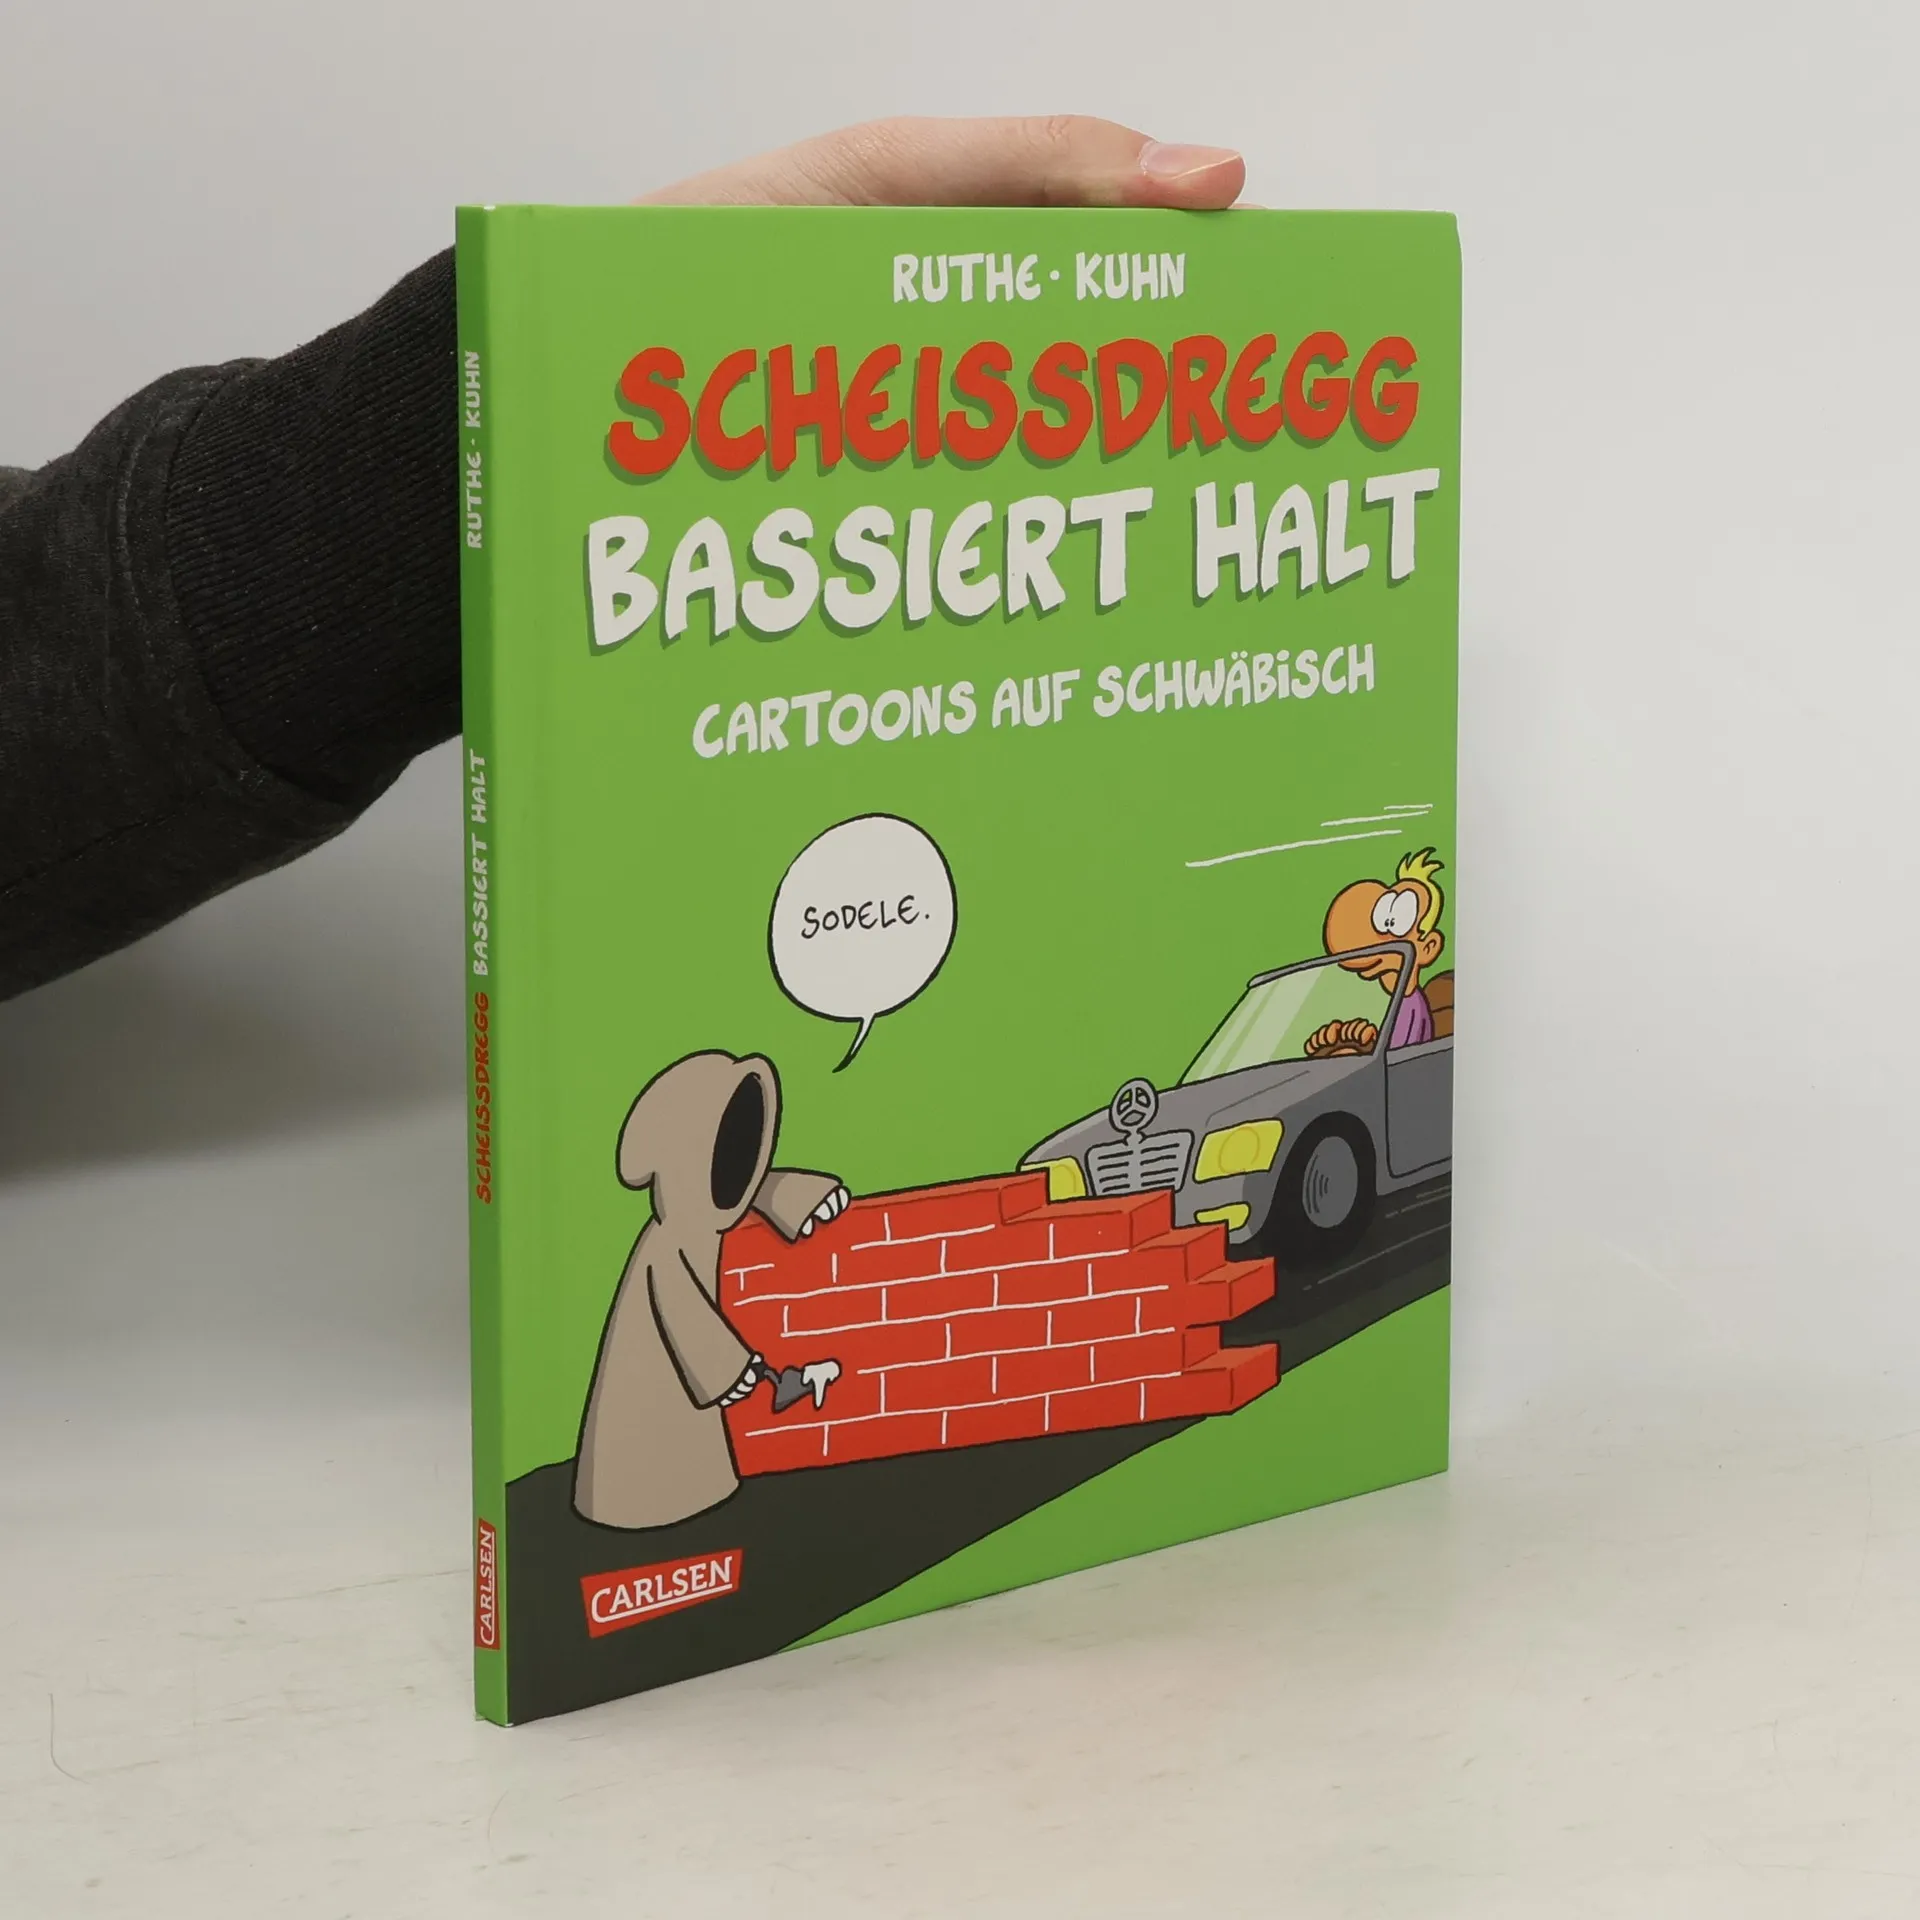 RUTHE · KUHN
SCHEISSDREGG
BASSIERT HALT
CARTOONS AUF SCHWÄBISCH
SODELE.
CARLSEN
RUTHE · KUHN
SCHEISSDREGG BASSIERT HALT
CARLSEN